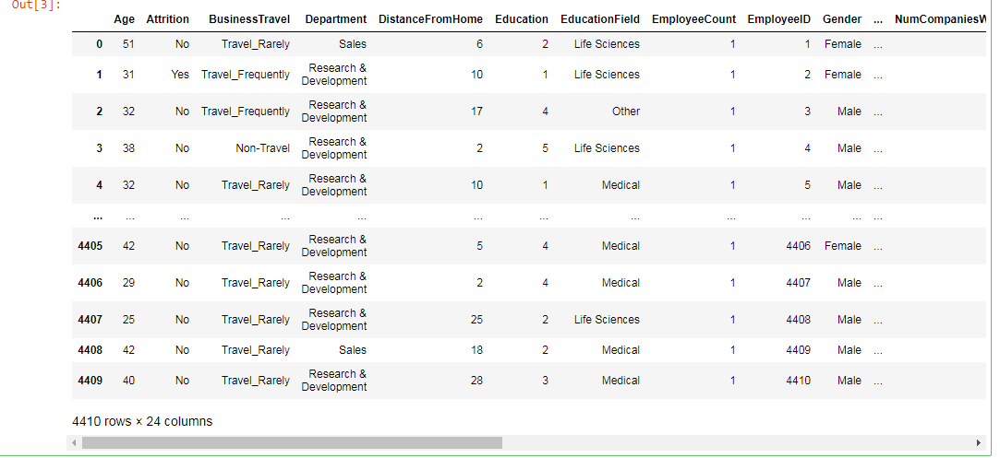 Out[3]:
Age Attrition BusinessTravel Department DistanceFromHome Education EducationField EmployeeCount EmployeeID Gender ... NumCompaniesW
0 51 No Travel_Rarely Sales 6 2 Life Sciences 1 1 Female ...
1 31 Yes Travel_Frequently Research & Development 10 1 Life Sciences 1 2 Female ...
2 32 No Travel_Frequently Research & Development 17 4 Other 1 3 Male ...
3 38 No Non-Travel Research & Development 2 5 Life Sciences 1 4 Male ...
4 32 No Travel_Rarely Research & Development 10 1 Medical 1 5 Male ...
... ... ... ... ... ... ... ... ... ... ... ...
4405 42 No Travel_Rarely Research & Development 5 4 Medical 1 4406 Female ...
4406 29 No Travel_Rarely Research & Development 2 4 Medical 1 4407 Male ...
4407 25 No Travel_Rarely Research & Development 25 2 Life Sciences 1 4408 Male ...
4408 42 No Travel_Rarely Sales 18 2 Medical 1 4409 Male ...
4409 40 No Travel_Rarely Research & Development 28 3 Medical 1 4410 Male ...
4410 rows × 24 columns